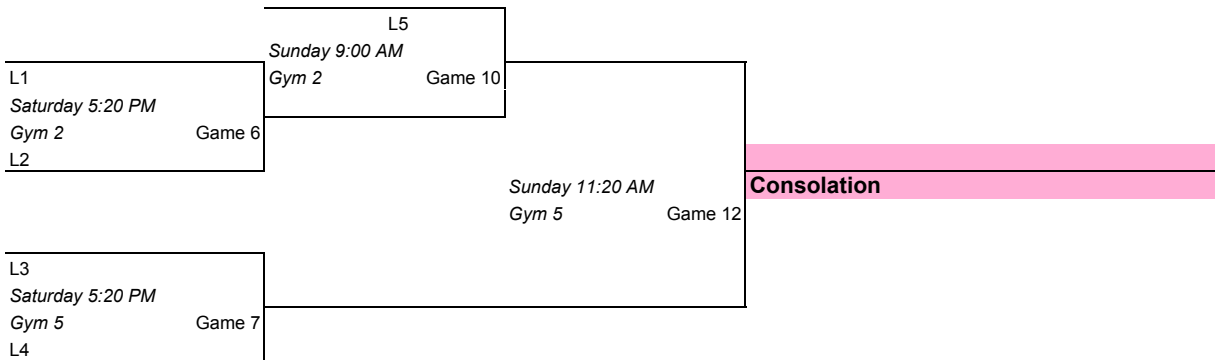 L5
Sunday 9:00 AM
L1
Gym 2 Game 10
Saturday 5:20 PM
Gym 2 Game 6
L2
Sunday 11:20 AM
Consolation
Gym 5 Game 12
L3
Saturday 5:20 PM
Gym 5 Game 7
L4